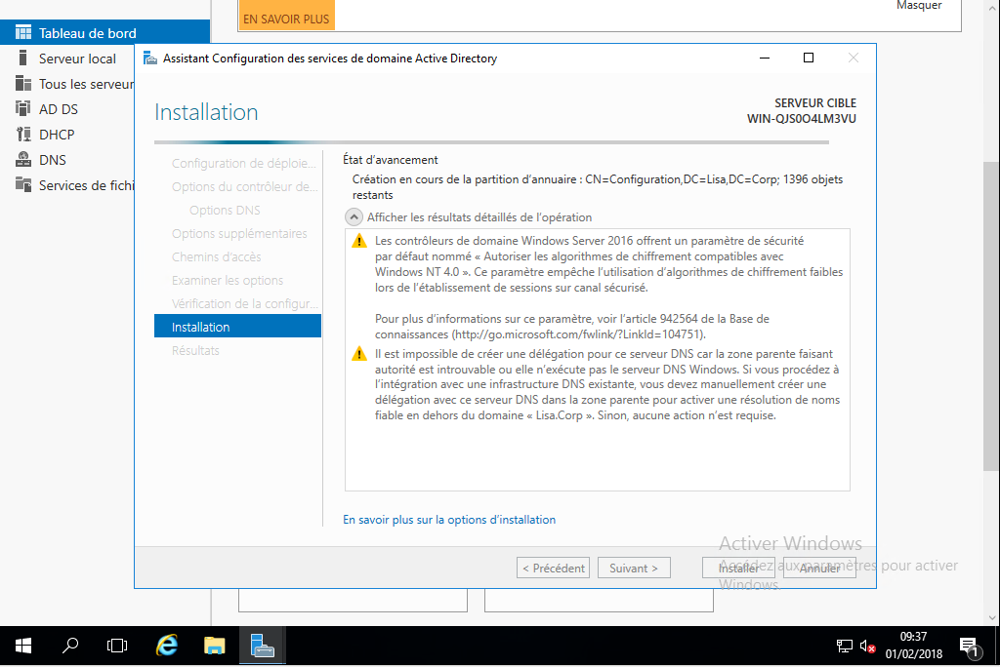 EN SAVOIR PLUS
Masquer
Tableau de bord
Serveur local
Tous les serveur
AD DS
DHCP
DNS
Services de fichi
Assistant Configuration des services de domaine Active Directory
Installation
SERVEUR CIBLE
WIN-QJS0O4LM3VU
Configuration de déploie...
Options du contrôleur de...
Options DNS
Options supplémentaires
Chemins d'accès
Examiner les options
Vérification de la configur...
Installation
Résultats
État d'avancement
Création en cours de la partition d'annuaire : CN=Configuration,DC=Lisa,DC=Corp; 1396 objets
restants
Afficher les résultats détaillés de l'opération
Les contrôleurs de domaine Windows Server 2016 offrent un paramètre de sécurité
par défaut nommé « Autoriser les algorithmes de chiffrement compatibles avec
Windows NT 4.0 ». Ce paramètre empêche l'utilisation d'algorithmes de chiffrement faibles
lors de l'établissement de sessions sur canal sécurisé.
Pour plus d'informations sur ce paramètre, voir l'article 942564 de la Base de
connaissances (http://go.microsoft.com/fwlink/?LinkId=104751).
Il est impossible de créer une délégation pour ce serveur DNS car la zone parente faisant
autorité est introuvable ou elle n'exécute pas le serveur DNS Windows. Si vous procédez à
l'intégration avec une infrastructure DNS existante, vous devez manuellement créer une
délégation avec ce serveur DNS dans la zone parente pour activer une résolution de noms
fiable en dehors du domaine « Lisa.Corp ». Sinon, aucune action n'est requise.
En savoir plus sur la options d'installation
< Précédent
Suivant >
Installer
Annuler
Activer Windows
Accédez aux paramètres pour activer
Windows.
09:37
01/02/2018
1